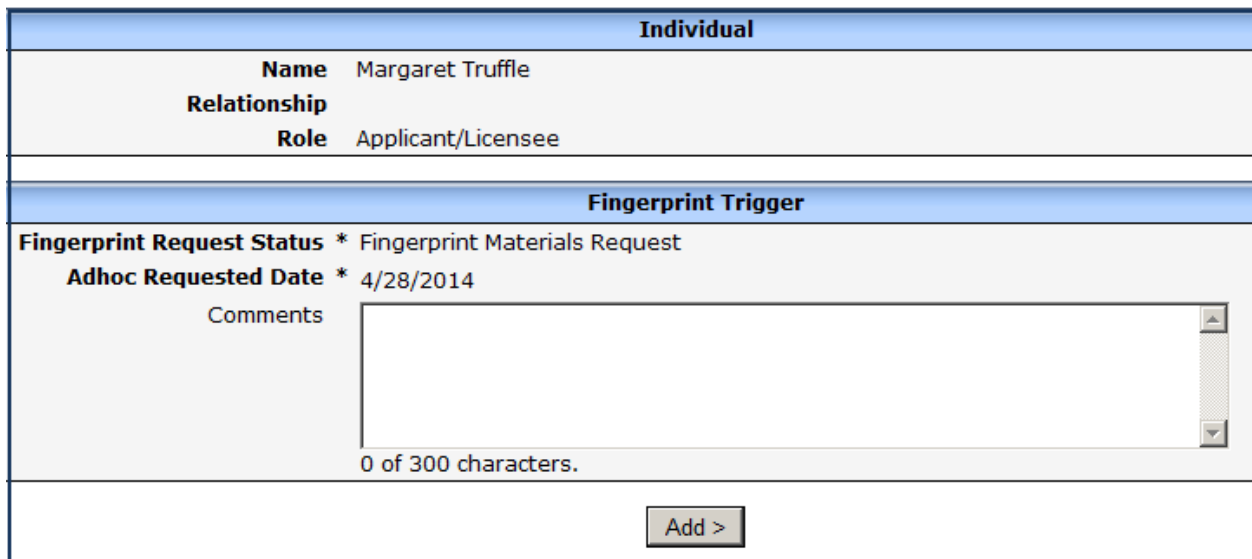 Individual
Name Margaret Truffle
Relationship
Role Applicant/Licensee
Fingerprint Trigger
Fingerprint Request Status * Fingerprint Materials Request
Adhoc Requested Date * 4/28/2014
Comments
0 of 300 characters.
Add >